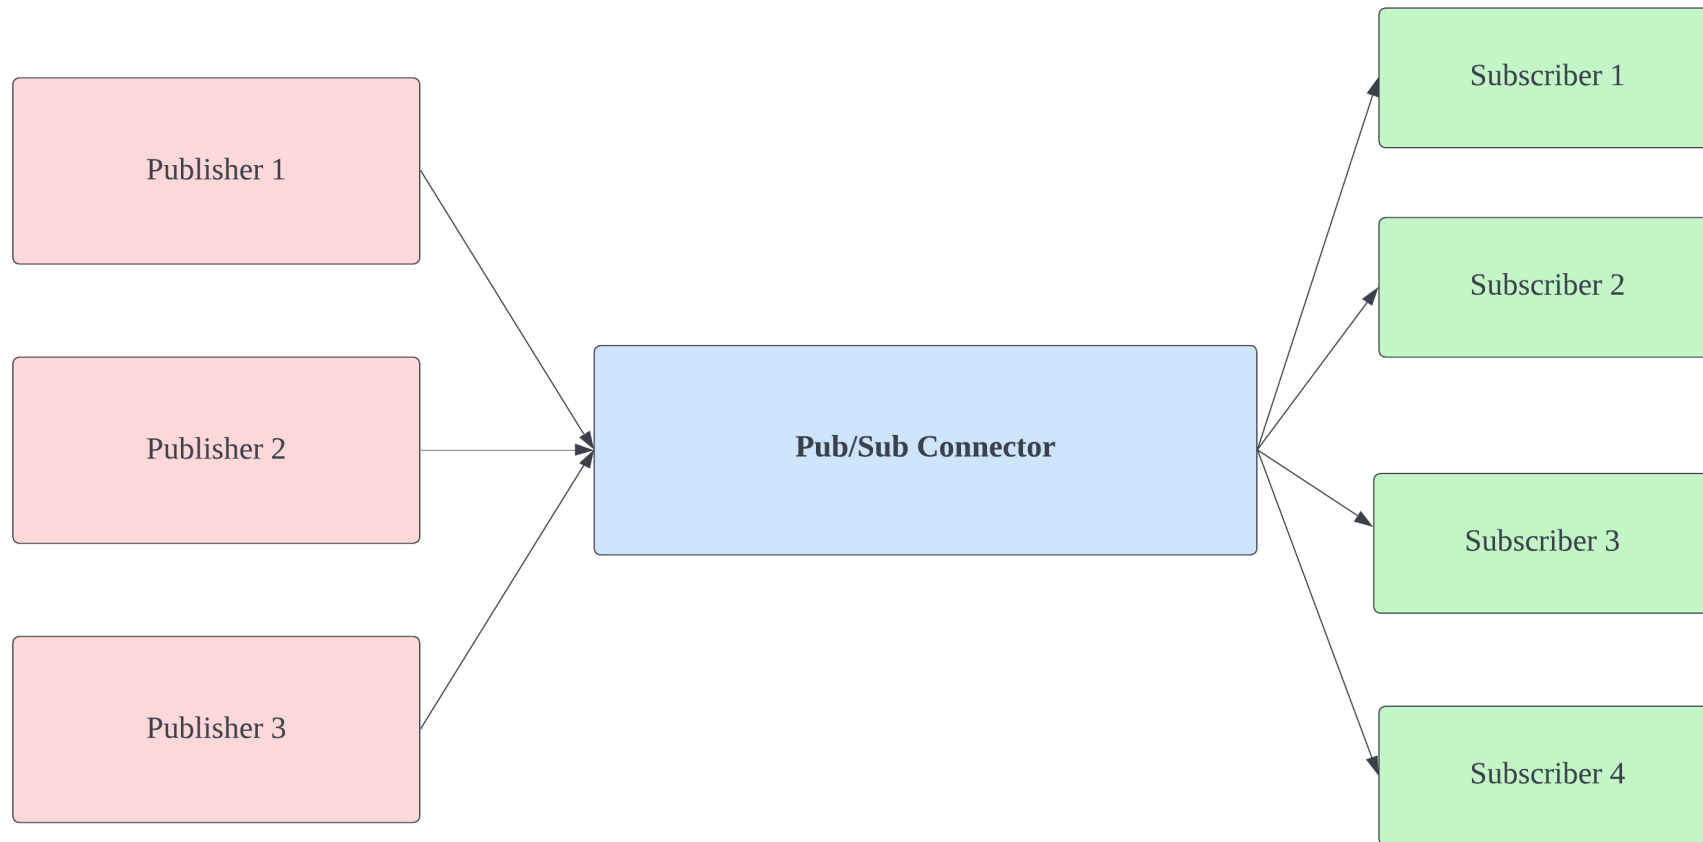 Publisher 1
Publisher 2
Publisher 3
Pub/Sub Connector
Subscriber 1
Subscriber 2
Subscriber 3
Subscriber 4